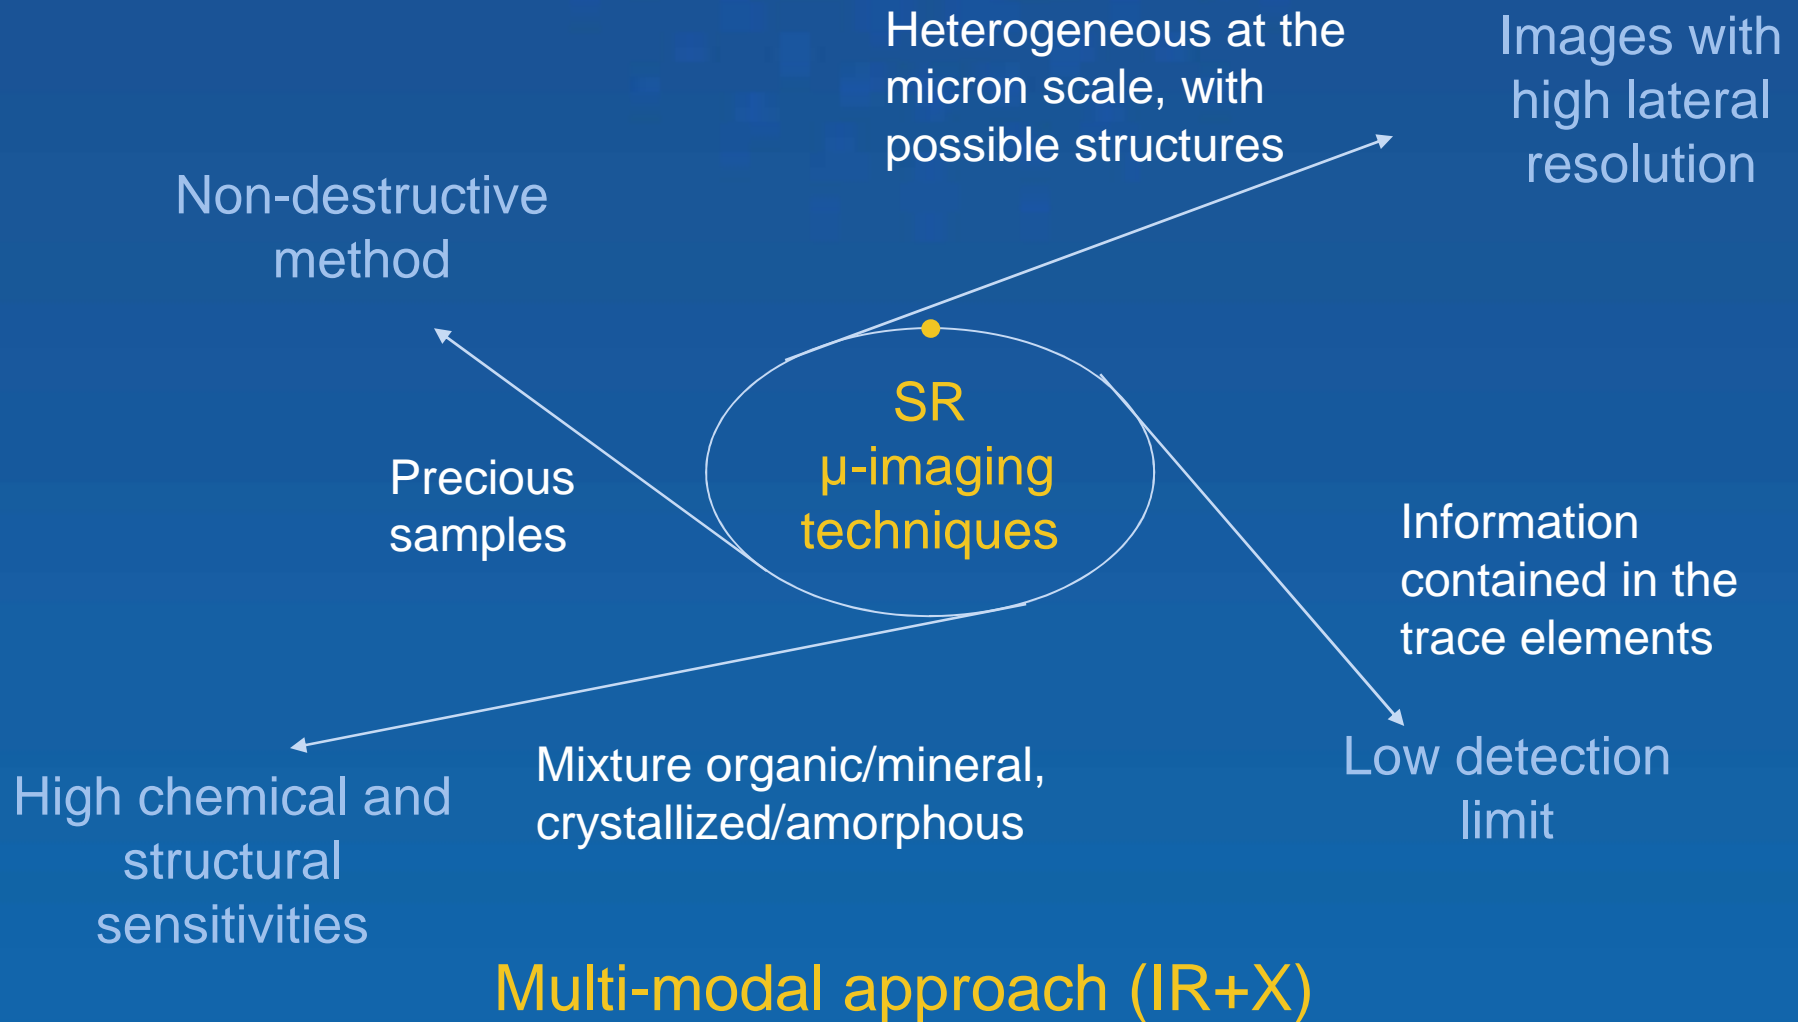 Heterogeneous at the
micron scale, with
possible structures
Images with
high lateral
resolution
Non-destructive
method
SR
µ-imaging
techniques
Precious
samples
Information
contained in the
trace elements
High chemical and
structural
sensitivities
Mixture organic/mineral,
crystallized/amorphous
Low detection
limit
Multi-modal approach (IR+X)